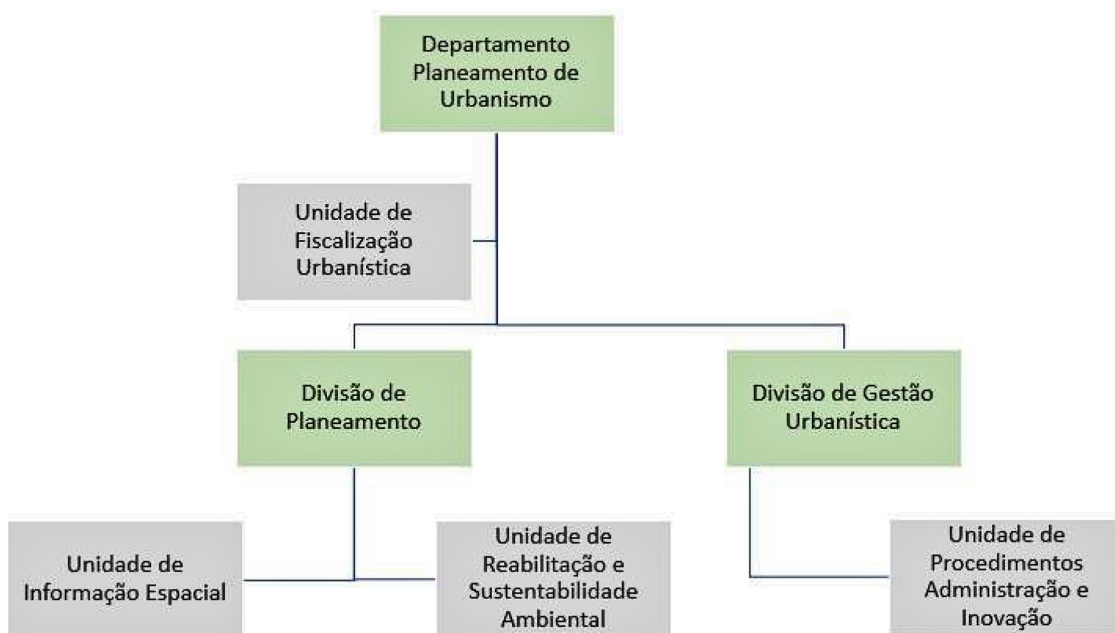 Departamento
Planeamento de
Urbanismo
Unidade de
Fiscalização
Urbanística
Divisão de
Planeamento
Divisão de Gestão
Urbanística
Unidade de
Informação Espacial
Unidade de
Reabilitação e
Sustentabilidade
Ambiental
Unidade de
Procedimentos
Administração e
Inovação